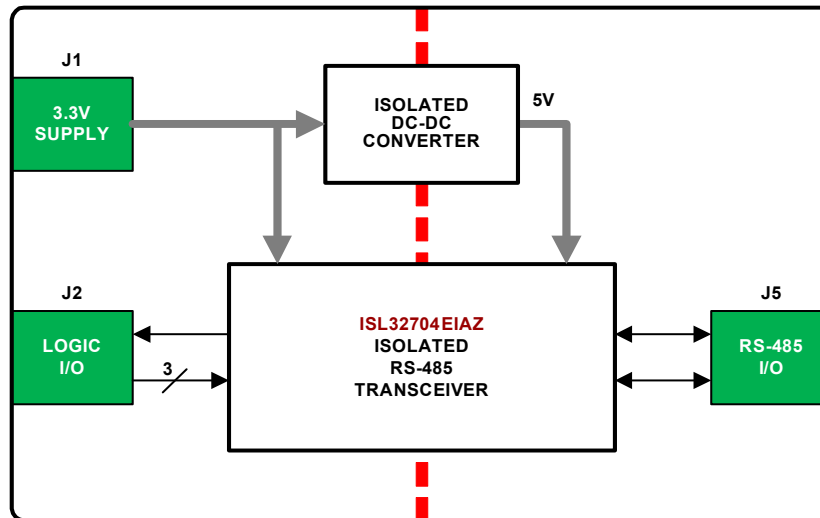 J1
3.3V
SUPPLY
ISOLATED
DC-DC
CONVERTER
5V
J2
LOGIC
I/O
3
ISL32704EIAZ
ISOLATED
RS-485
TRANSCEIVER
J5
RS-485
I/O